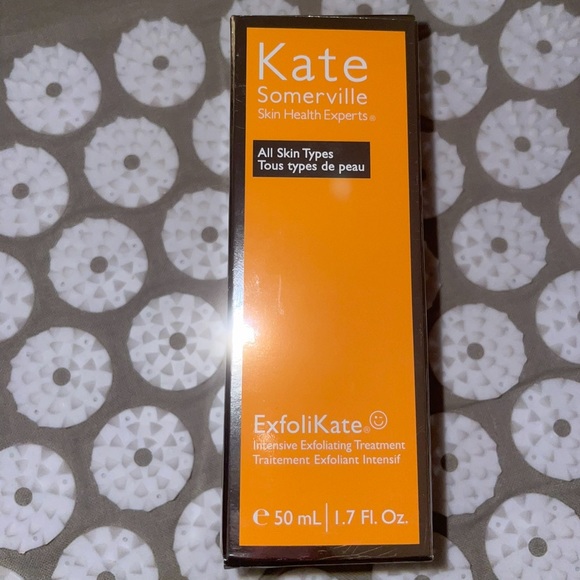 Kate
Somerville
Skin Health Experts®
All Skin Types
Tous types de peau
ExfoliKate®
Intensive Exfoliating Treatment
Traitement Exfoliant Intensif
℮ 50 mL | 1.7 Fl. Oz.